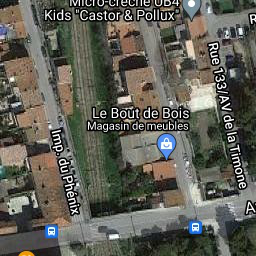 Micro-crèche UB4
Kids "Castor & Pollux"
Rue 133/AV de la Timone
Le Bout de Bois
Magasin de meubles
Imp. du Phénix